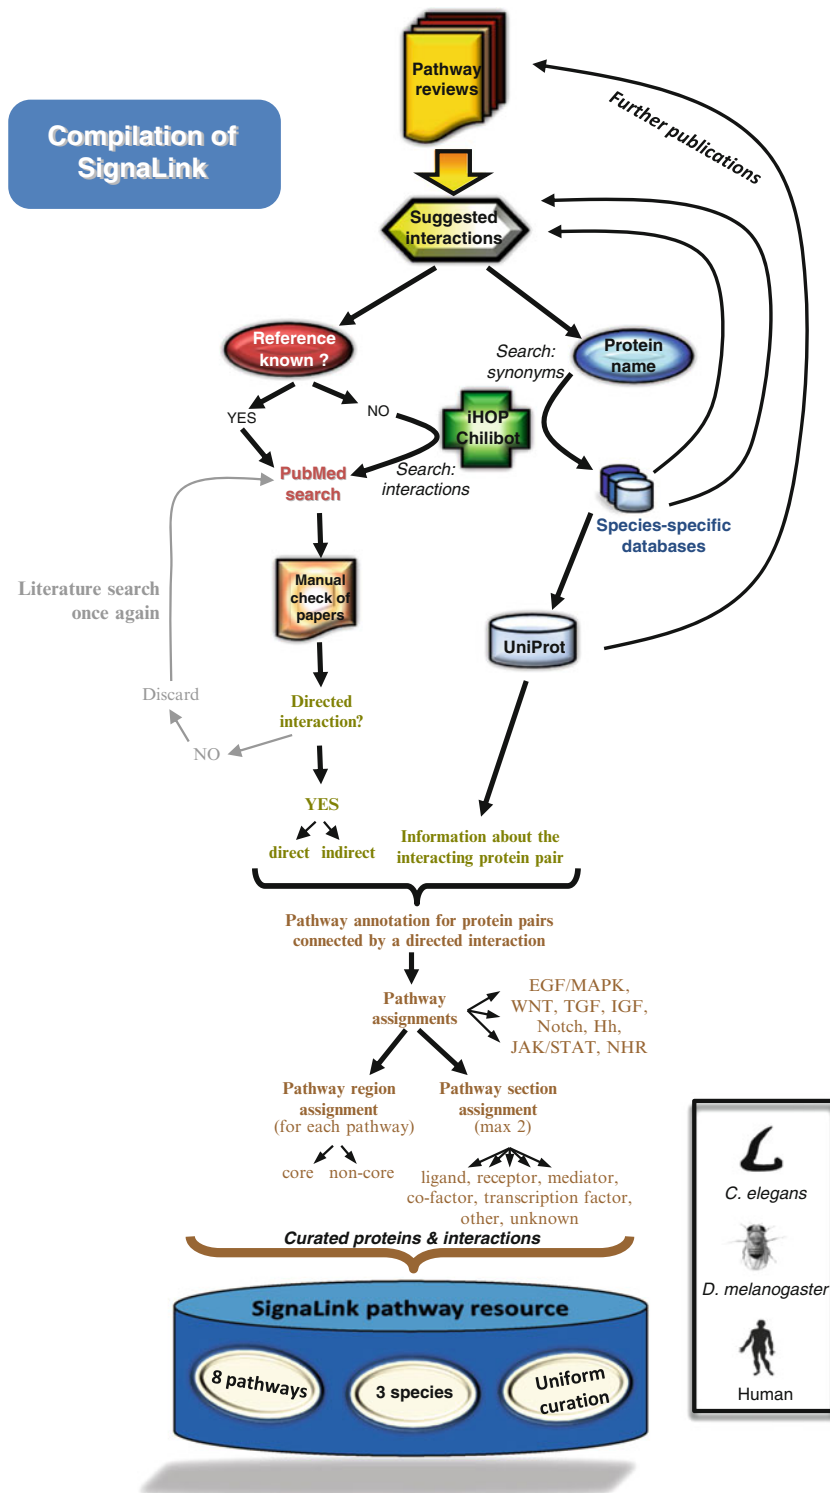 Pathway
reviews
Compilation of
SignaLink
Further publications
Suggested
interactions
Reference
known ?
Search:
synonyms
Protein
name
YES
NO
iHOP
Chilibot
PubMed
search
Search:
interactions
Species-specific
databases
Literature search
once again
Manual
check of
papers
UniProt
Discard
Directed
interaction?
NO
YES
direct indirect
Information about the
interacting protein pair
Pathway annotation for protein pairs
connected by a directed interaction
Pathway
assignments
EGF/MAPK,
WNT, TGF, IGF,
Notch, Hh,
JAK/STAT, NHR
Pathway region
assignment
(for each pathway)
core non-core
Pathway section
assignment
(max 2)
ligand, receptor, mediator,
co-factor, transcription factor,
other, unknown
Curated proteins & interactions
SignaLink pathway resource
8 pathways
3 species
Uniform
curation
C. elegans
D. melanogaster
Human